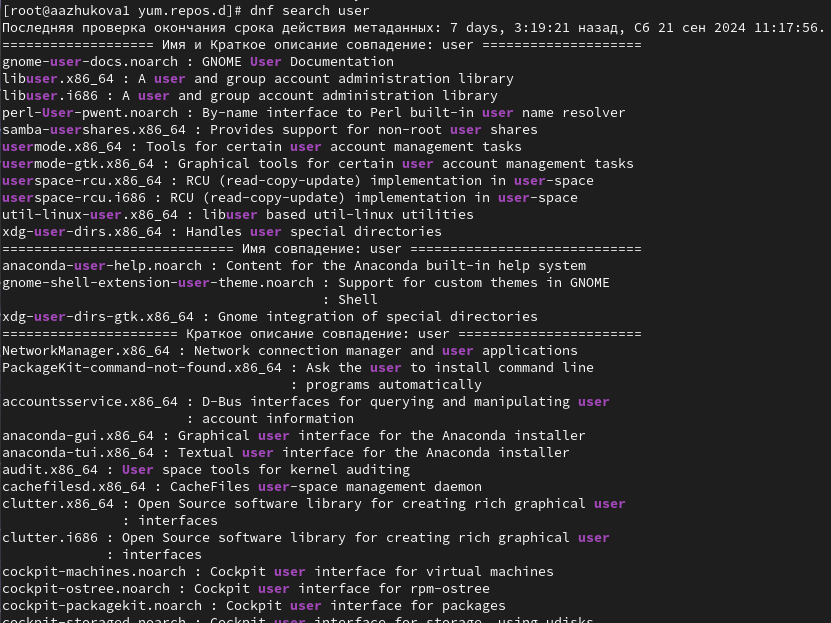 [root@aazhukova1 yum.repos.d]# dnf search user
Последняя проверка окончания срока действия метаданных: 7 days, 3:19:21 назад, Сб 21 сен 2024 11:17:56.
=================== Имя и Краткое описание совпадение: user ====================
gnome-user-docs.noarch : GNOME User Documentation
libuser.x86_64 : A user and group account administration library
libuser.i686 : A user and group account administration library
perl-User-pwent.noarch : By-name interface to Perl built-in user name resolver
samba-usershares.x86_64 : Provides support for non-root user shares
usermode.x86_64 : Tools for certain user account management tasks
usermode-gtk.x86_64 : Graphical tools for certain user account management tasks
userspace-rcu.x86_64 : RCU (read-copy-update) implementation in user-space
userspace-rcu.i686 : RCU (read-copy-update) implementation in user-space
util-linux-user.x86_64 : libuser based util-linux utilities
xdg-user-dirs.x86_64 : Handles user special directories
============================= Имя совпадение: user =============================
anaconda-user-help.noarch : Content for the Anaconda built-in help system
gnome-shell-extension-user-theme.noarch : Support for custom themes in GNOME
: Shell
xdg-user-dirs-gtk.x86_64 : Gnome integration of special directories
====================== Краткое описание совпадение: user =======================
NetworkManager.x86_64 : Network connection manager and user applications
PackageKit-command-not-found.x86_64 : Ask the user to install command line
: programs automatically
accountsservice.x86_64 : D-Bus interfaces for querying and manipulating user
: account information
anaconda-gui.x86_64 : Graphical user interface for the Anaconda installer
anaconda-tui.x86_64 : Textual user interface for the Anaconda installer
audit.x86_64 : User space tools for kernel auditing
cachefilesd.x86_64 : CacheFiles user-space management daemon
clutter.x86_64 : Open Source software library for creating rich graphical user
: interfaces
clutter.i686 : Open Source software library for creating rich graphical user
: interfaces
cockpit-machines.noarch : Cockpit user interface for virtual machines
cockpit-ostree.noarch : Cockpit user interface for rpm-ostree
cockpit-packagekit.noarch : Cockpit user interface for packages
cockpit-storaged.noarch : Cockpit user interface for storage, using udisks